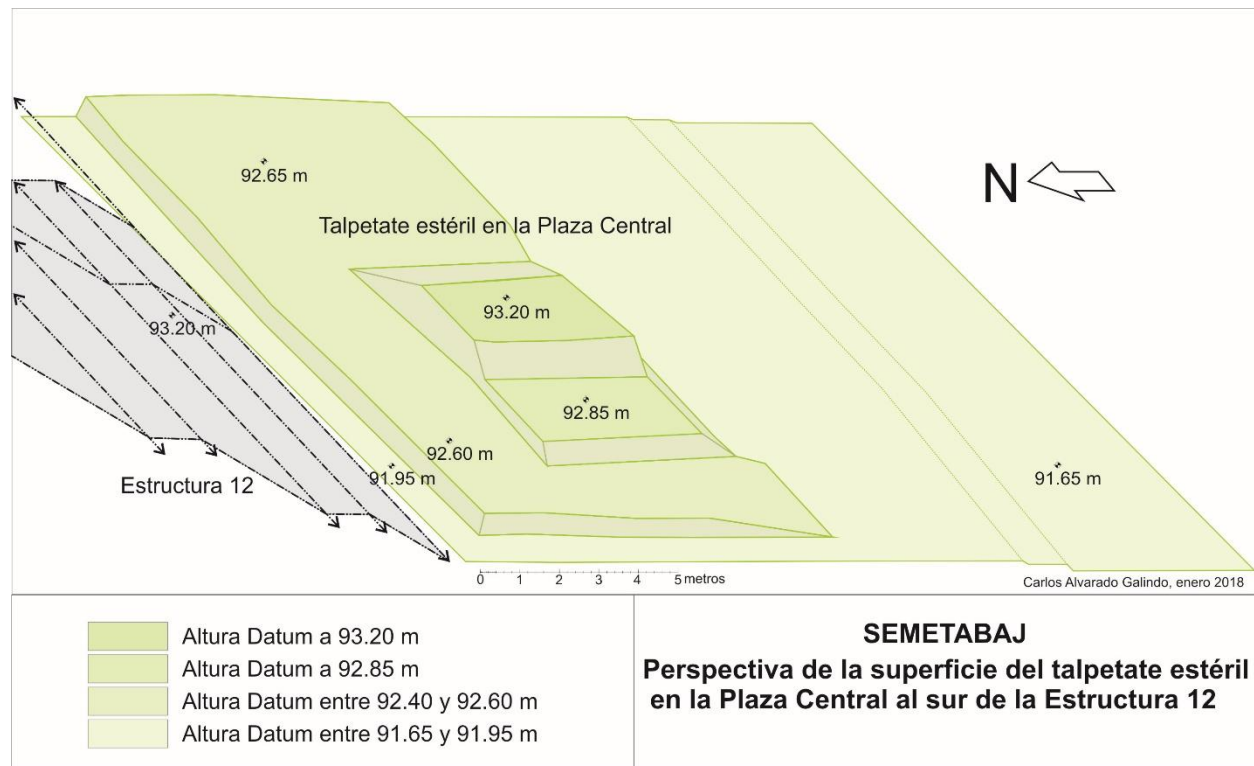 92.65 m
N
Talpetate estéril en la Plaza Central
93.20 m
93.20 m
92.85 m
92.60 m
91.95 m
91.65 m
Estructura 12
0 1 2 3 4 5 metros
Carlos Alvarado Galindo, enero 2018
Altura Datum a 93.20 m
Altura Datum a 92.85 m
Altura Datum entre 92.40 y 92.60 m
Altura Datum entre 91.65 y 91.95 m
SEMETABAJ
Perspectiva de la superficie del talpetate estéril
en la Plaza Central al sur de la Estructura 12